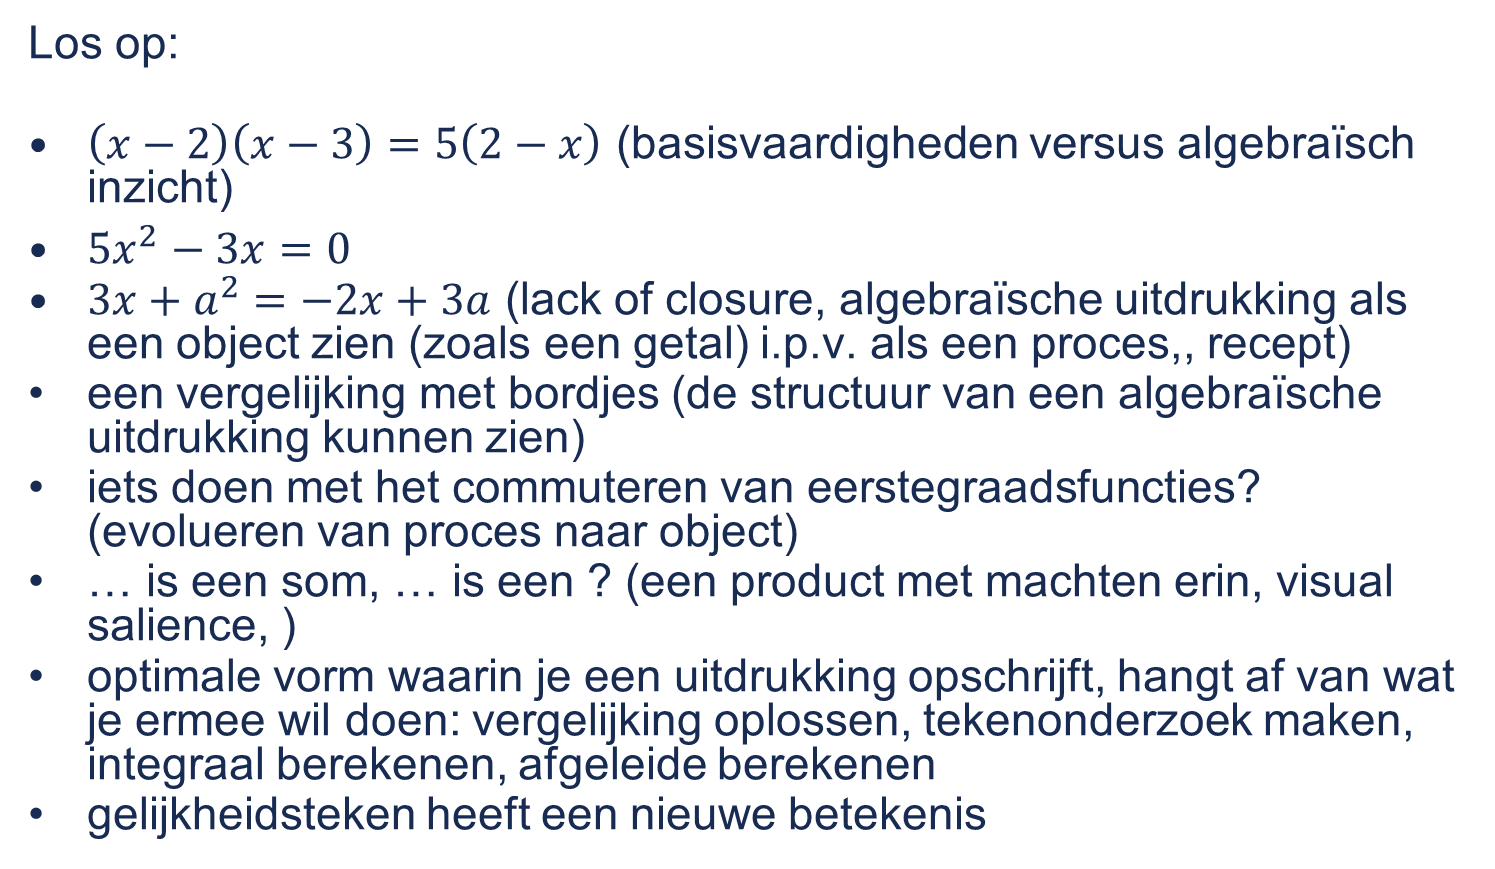 Los op:
• (x − 2)(x − 3) = 5(2 − x) (basisvaardigheden versus algebraïsch
inzicht)
• 5x² − 3x = 0
• 3x + a² = −2x + 3a (lack of closure, algebraïsche uitdrukking als
een object zien (zoals een getal) i.p.v. als een proces,, recept)
• een vergelijking met bordjes (de structuur van een algebraïsche
uitdrukking kunnen zien)
• iets doen met het commuteren van eerstegraadsfuncties?
(evolueren van proces naar object)
• … is een som, … is een ? (een product met machten erin, visual
salience, )
• optimale vorm waarin je een uitdrukking opschrijft, hangt af van wat
je ermee wil doen: vergelijking oplossen, tekenonderzoek maken,
integraal berekenen, afgeleide berekenen
• gelijkheidsteken heeft een nieuwe betekenis